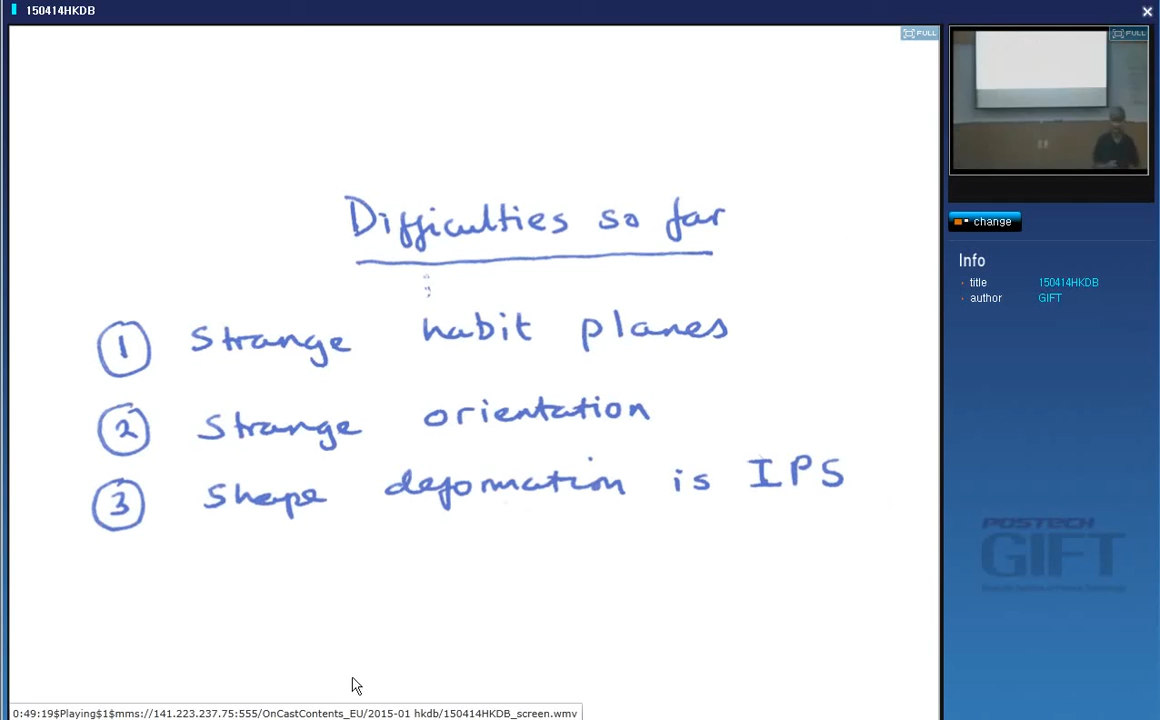 150414HKDB
FULL
FULL
Difficulties so far
1 Strange habit planes
2 Strange orientation
3 Shape deformation is IPS
change
Info
title 150414HKDB
author GIFT
POSTECH
GIFT
0:49:19$Playing$1$mms://141.223.237.75:555/OnCastContents_EU/2015-01 hkdb/150414HKDB_screen.wmv